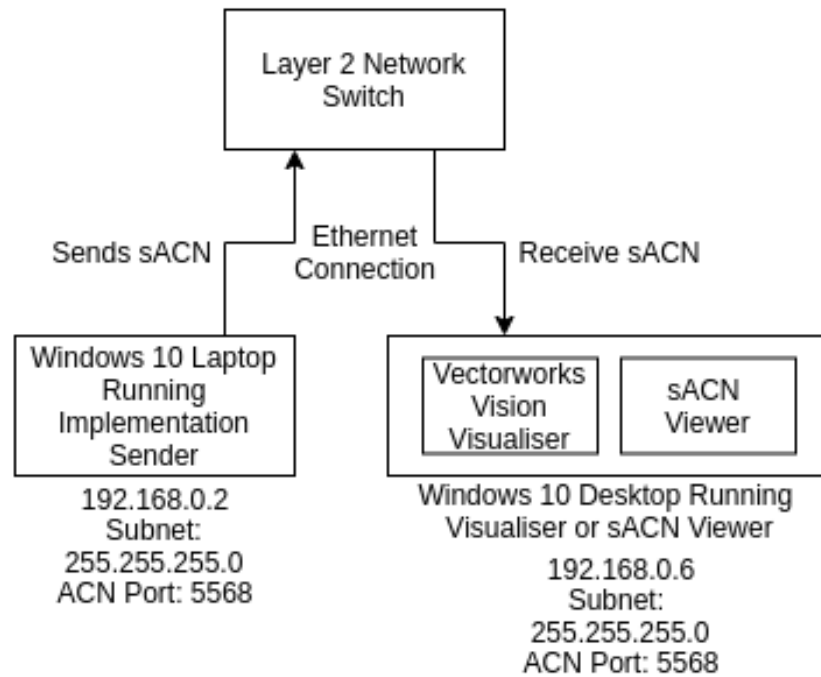 Layer 2 Network
Switch
Sends sACN
Ethernet
Connection
Receive sACN
Windows 10 Laptop
Running
Implementation
Sender
192.168.0.2
Subnet:
255.255.255.0
ACN Port: 5568
Vectorworks
Vision
Visualiser
sACN
Viewer
Windows 10 Desktop Running
Visualiser or sACN Viewer
192.168.0.6
Subnet:
255.255.255.0
ACN Port: 5568